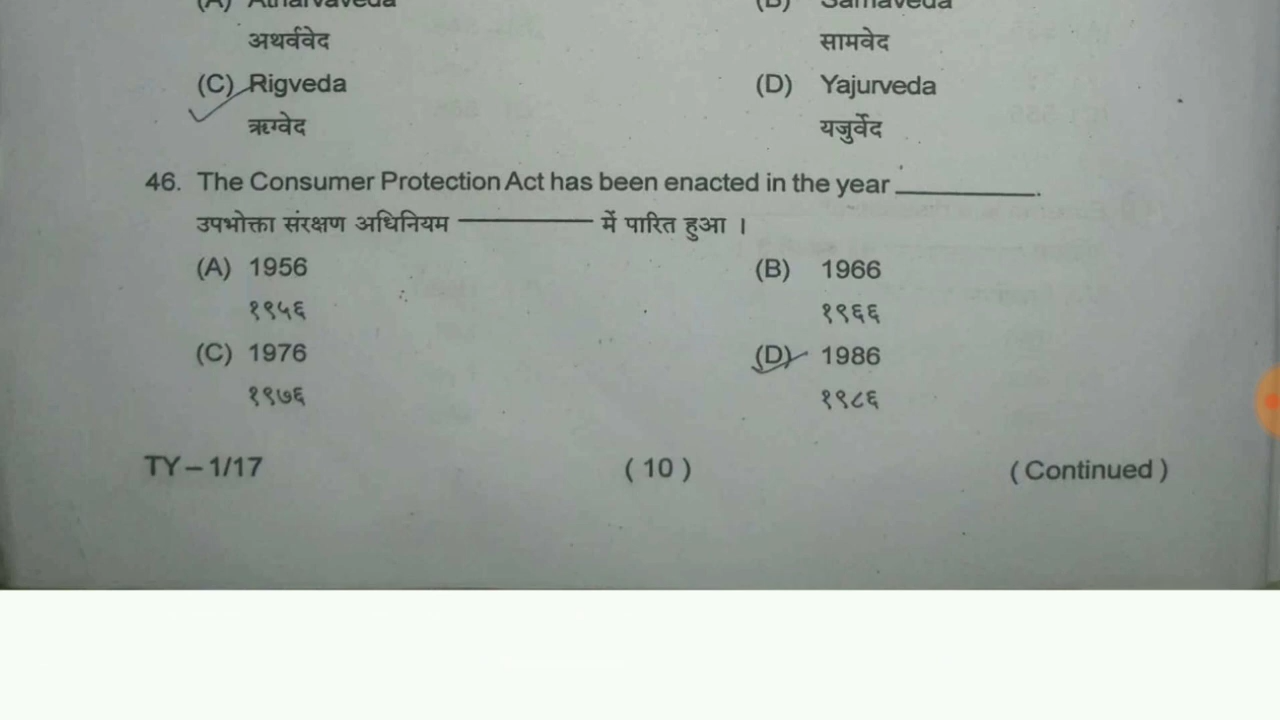 (A) Atharvaveda (B) Samaveda
अथर्ववेद सामवेद
(C) Rigveda (D) Yajurveda
ऋग्वेद यजुर्वेद
46. The Consumer Protection Act has been enacted in the year ________.
उपभोक्ता संरक्षण अधिनियम ________ में पारित हुआ ।
(A) 1956 (B) 1966
१९५६ १९६६
(C) 1976 (D) 1986
१९७६ १९८६
TY – 1/17 ( 10 ) ( Continued )